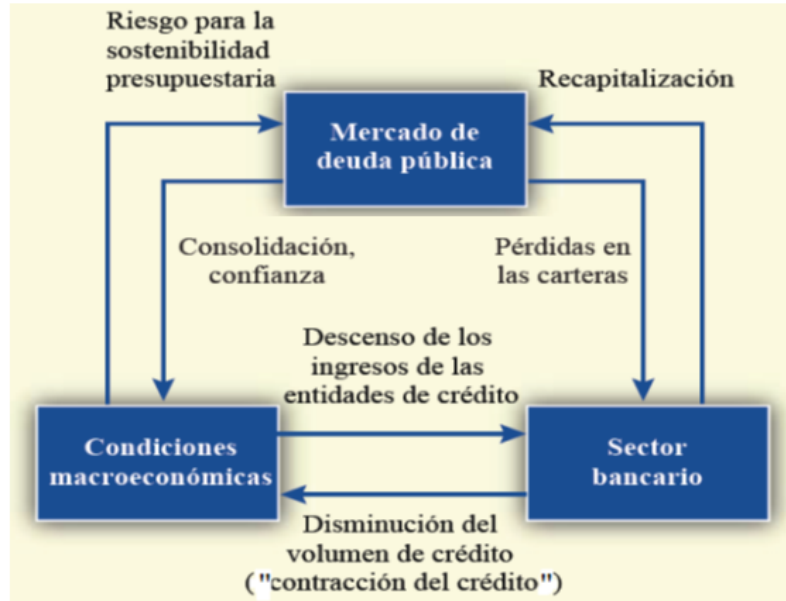 Riesgo para la
sostenibilidad
presupuestaria
Recapitalización
Mercado de
deuda pública
Consolidación,
confianza
Pérdidas en
las carteras
Descenso de los
ingresos de las
entidades de crédito
Condiciones
macroeconómicas
Sector
bancario
Disminución del
volumen de crédito
("contracción del crédito")